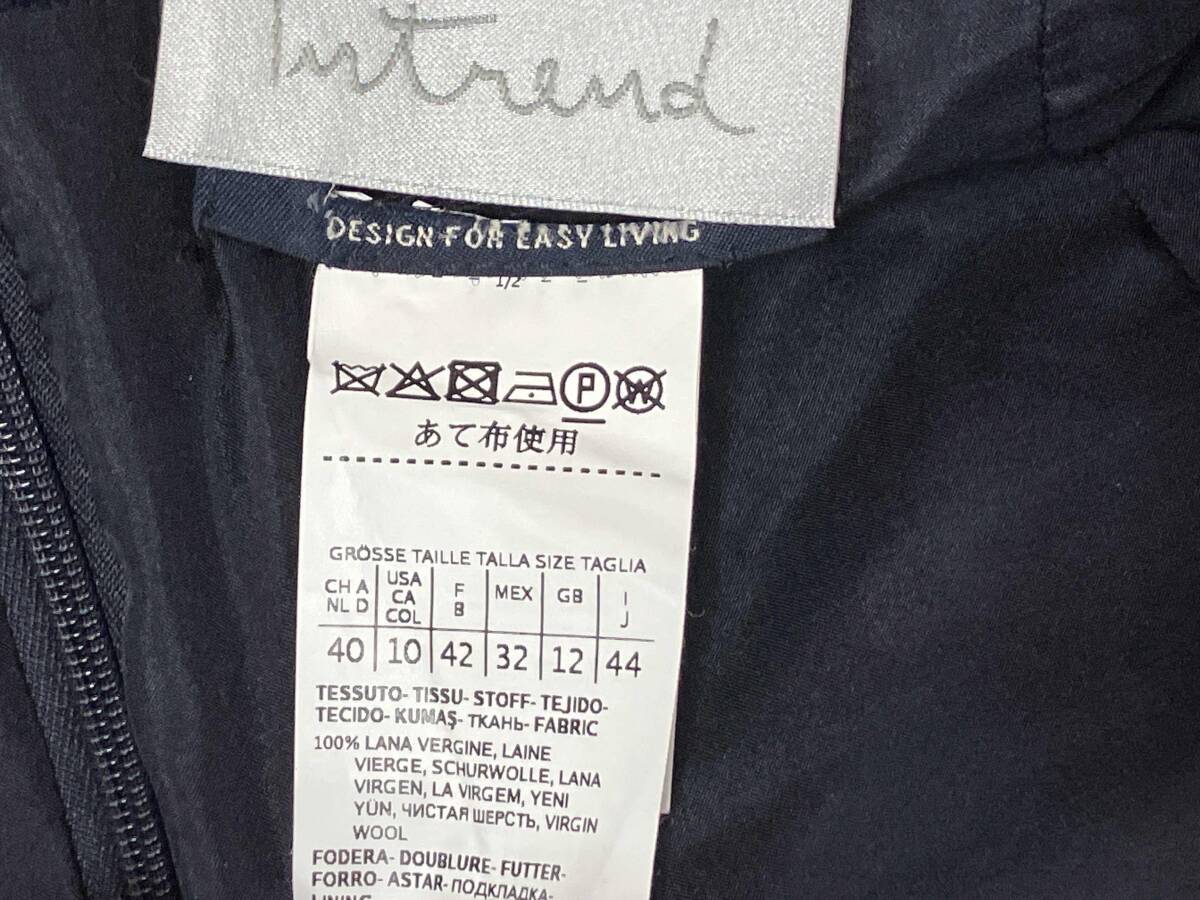 Intrend
DESIGN FOR EASY LIVING
1/2
P
W
あて布使用
GRÖSSE TAILLE TALLA SIZE TAGLIA
CH A NL D USA CA COL F B MEX GB I J
40 10 42 32 12 44
TESSUTO- TISSU- STOFF- TEJIDO-
TECIDO- KUMAŞ- ТКАНЬ- FABRIC
100% LANA VERGINE, LAINE
VIERGE, SCHURWOLLE, LANA
VIRGEN, LA VIRGEM, YENI
YÜN, ЧИСТАЯ ШЕРСТЬ, VIRGIN
WOOL
FODERA- DOUBLURE- FUTTER-
FORRO- ASTAR- ПОДКЛАДКА-
LINING